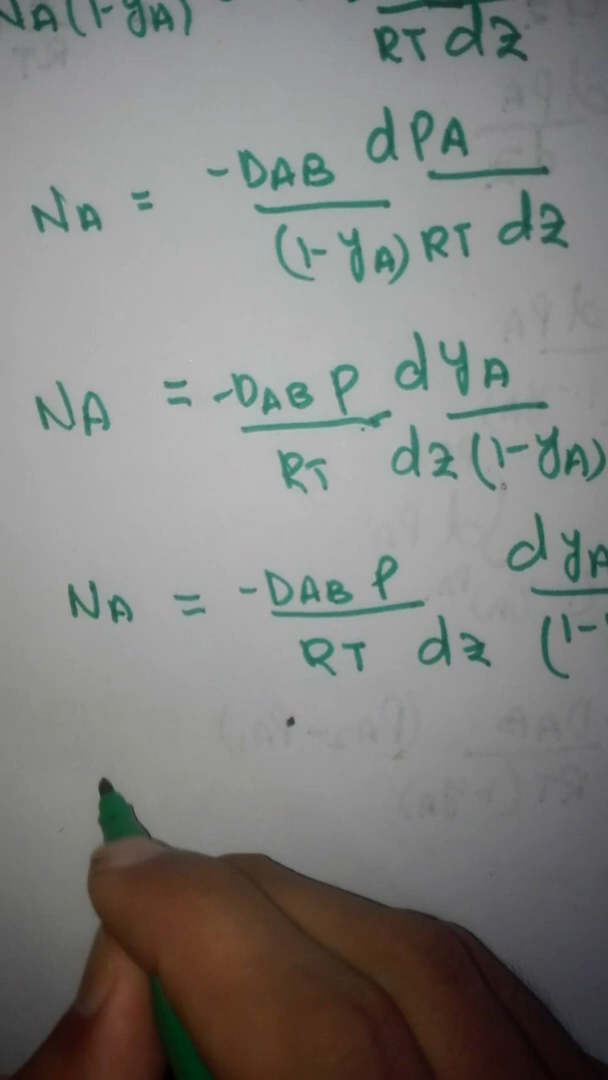 NA(1-yA)
RT dz
NA = -DAB dPA
(1-yA) RT dz
NA = -DAB P dyA
RT dz (1-yA)
NA = -DAB P dyA
RT dz (1-